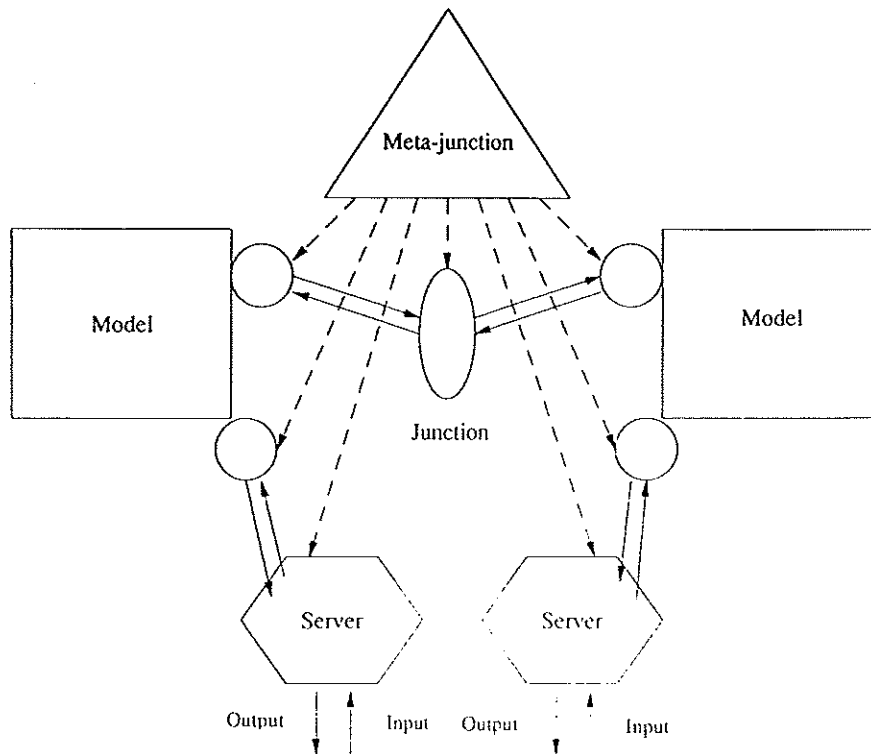 Meta-junction
Model
Model
Junction
Server
Server
Output
Input
Output
Input